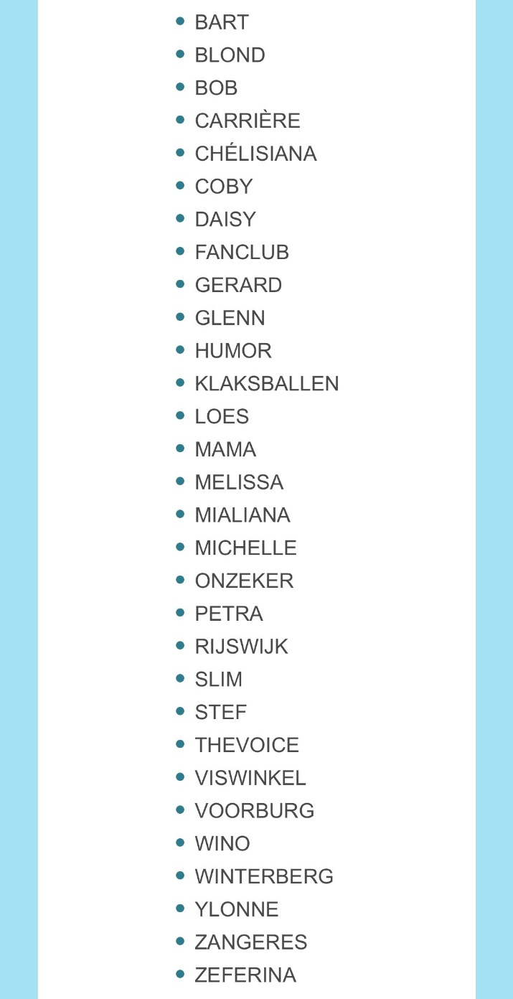 • BART
• BLOND
• BOB
• CARRIÈRE
• CHÉLISIANA
• COBY
• DAISY
• FANCLUB
• GERARD
• GLENN
• HUMOR
• KLAKSBALLEN
• LOES
• MAMA
• MELISSA
• MIALIANA
• MICHELLE
• ONZEKER
• PETRA
• RIJSWIJK
• SLIM
• STEF
• THEVOICE
• VISWINKEL
• VOORBURG
• WINO
• WINTERBERG
• YLONNE
• ZANGERES
• ZEFERINA